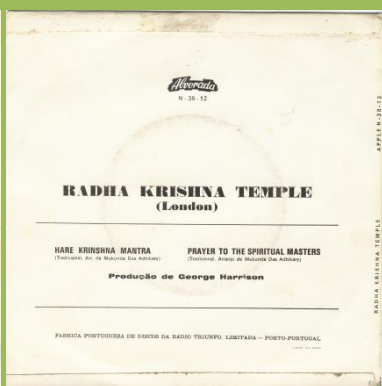 Alvorada
N - 38 - 12
RADHA KRISHNA TEMPLE
(London)
HARE KRINSHNA MANTRA
(Tradicional, Arr. de Mukunda Das Adhikary)
PRAYER TO THE SPIRITUAL MASTERS
(Tradicional, Arranjo de Mukunda Das Adhikary)
Produção de George Harrison
FABRICA PORTUGUESA DE DISCOS DA RADIO TRIUNFO, LIMITADA — PORTO-PORTUGAL
RADHA KRISHNA TEMPLE
APPLE N-38-12